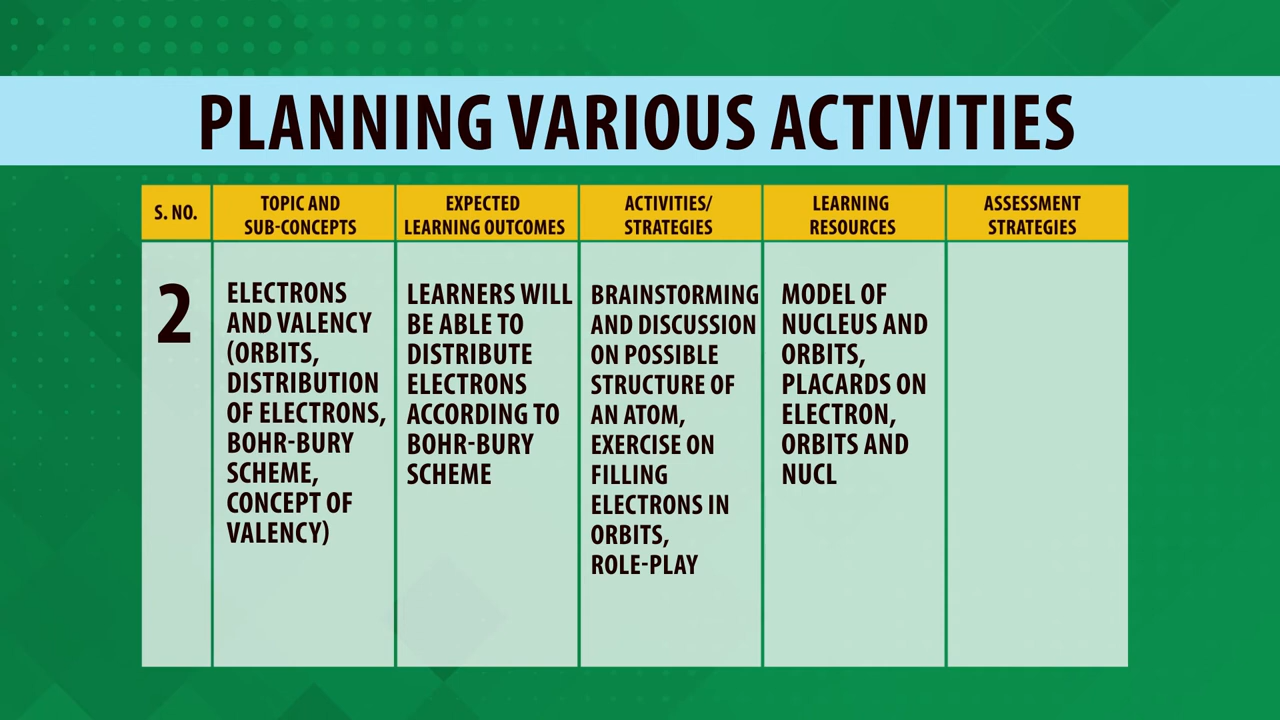 PLANNING VARIOUS ACTIVITIES
S. NO.
TOPIC AND
SUB-CONCEPTS
EXPECTED
LEARNING OUTCOMES
ACTIVITIES/
STRATEGIES
LEARNING
RESOURCES
ASSESSMENT
STRATEGIES
2
ELECTRONS
AND VALENCY
(ORBITS,
DISTRIBUTION
OF ELECTRONS,
BOHR-BURY
SCHEME,
CONCEPT OF
VALENCY)
LEARNERS WILL
BE ABLE TO
DISTRIBUTE
ELECTRONS
ACCORDING TO
BOHR-BURY
SCHEME
BRAINSTORMING
AND DISCUSSION
ON POSSIBLE
STRUCTURE OF
AN ATOM,
EXERCISE ON
FILLING
ELECTRONS IN
ORBITS,
ROLE-PLAY
MODEL OF
NUCLEUS AND
ORBITS,
PLACARDS ON
ELECTRON,
ORBITS AND
NUCL